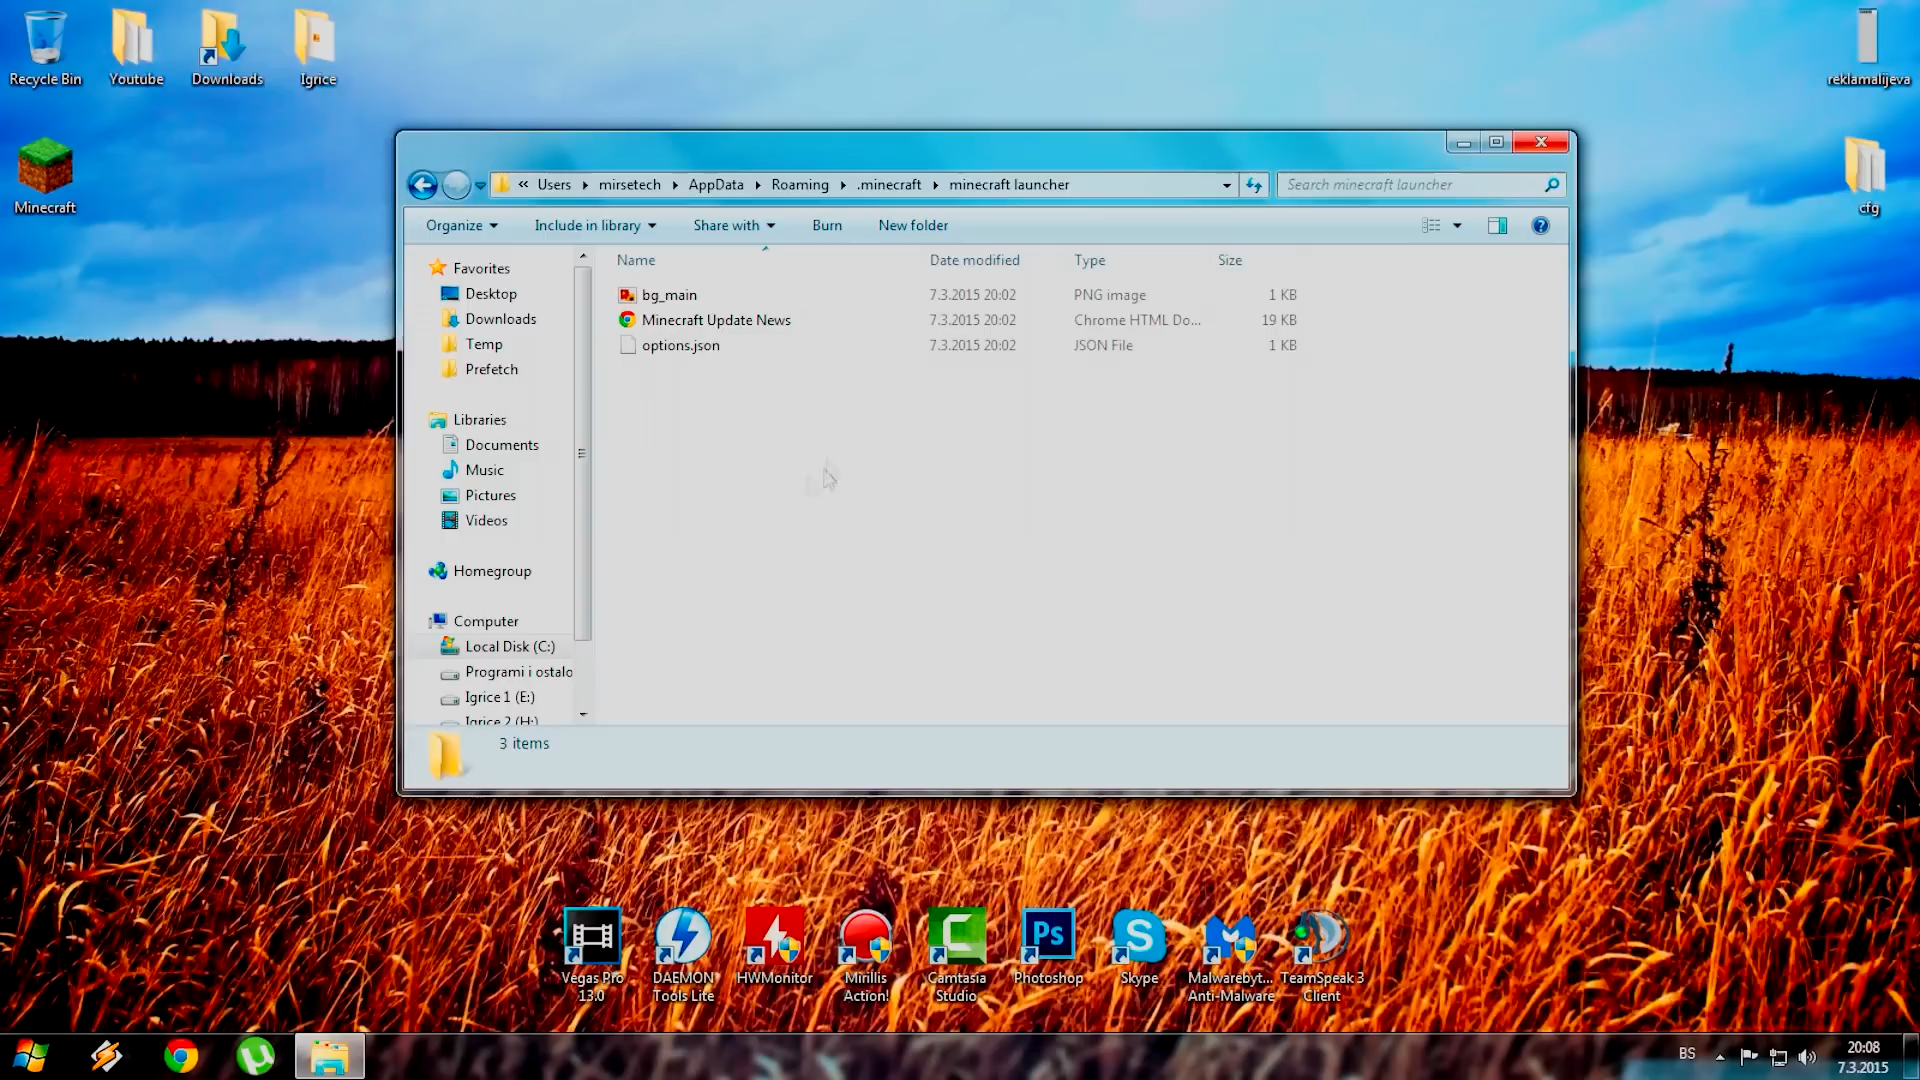 Recycle Bin
Youtube
Downloads
Igrice
Minecraft
reklamalijeva
cfg
« Users ▸ mirsetech ▸ AppData ▸ Roaming ▸ .minecraft ▸ minecraft launcher
Search minecraft launcher
Organize
Include in library
Share with
Burn
New folder
Name
Date modified
Type
Size
bg_main 7.3.2015 20:02 PNG image 1 KB
Minecraft Update News 7.3.2015 20:02 Chrome HTML Do... 19 KB
options.json 7.3.2015 20:02 JSON File 1 KB
Favorites
Desktop
Downloads
Temp
Prefetch
Libraries
Documents
Music
Pictures
Videos
Homegroup
Computer
Local Disk (C:)
Programi i ostalo
Igrice 1 (E:)
Igrice 2 (H:)
3 items
Vegas Pro
13.0
DAEMON
Tools Lite
HWMonitor
Mirillis
Action!
Camtasia
Studio
Ps
Photoshop
Skype
Malwarebyt...
Anti-Malware
TeamSpeak 3
Client
BS
20:08
7.3.2015